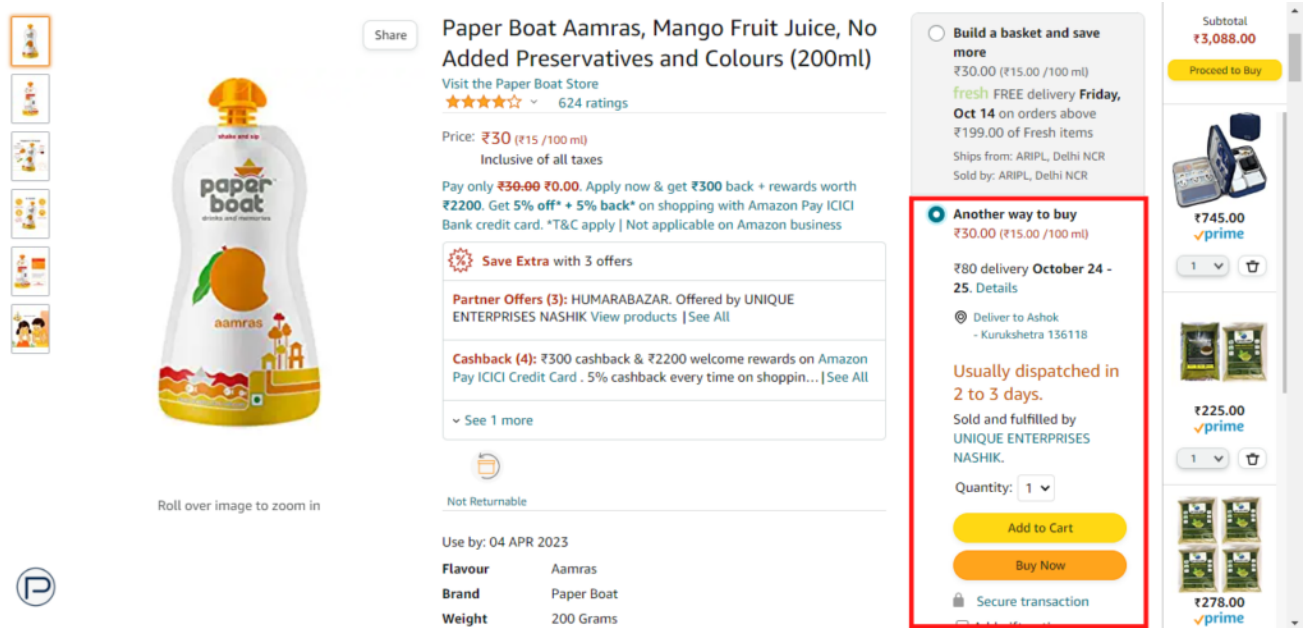 Share
shake and sip
paper
boat
drinks and memories
aamras
Roll over image to zoom in
Paper Boat Aamras, Mango Fruit Juice, No
Added Preservatives and Colours (200ml)
Visit the Paper Boat Store
624 ratings
Price: ₹30 (₹15 /100 ml)
Inclusive of all taxes
Pay only ₹30.00 ₹0.00. Apply now & get ₹300 back + rewards worth
₹2200. Get 5% off* + 5% back* on shopping with Amazon Pay ICICI
Bank credit card. *T&C apply | Not applicable on Amazon business
Save Extra with 3 offers
Partner Offers (3): HUMARABAZAR. Offered by UNIQUE
ENTERPRISES NASHIK View products |See All
Cashback (4): ₹300 cashback & ₹2200 welcome rewards on Amazon
Pay ICICI Credit Card . 5% cashback every time on shoppin... |See All
See 1 more
Not Returnable
Use by: 04 APR 2023
Flavour Aamras
Brand Paper Boat
Weight 200 Grams
Build a basket and save
more
₹30.00 (₹15.00 /100 ml)
fresh FREE delivery Friday,
Oct 14 on orders above
₹199.00 of Fresh items
Ships from: ARIPL, Delhi NCR
Sold by: ARIPL, Delhi NCR
Another way to buy
₹30.00 (₹15.00 /100 ml)
₹80 delivery October 24 -
25. Details
Deliver to Ashok
- Kurukshetra 136118
Usually dispatched in
2 to 3 days.
Sold and fulfilled by
UNIQUE ENTERPRISES
NASHIK.
Quantity: 1
Add to Cart
Buy Now
Secure transaction
Subtotal
₹3,088.00
Proceed to Buy
₹745.00
prime
1
₹225.00
prime
1
₹278.00
prime